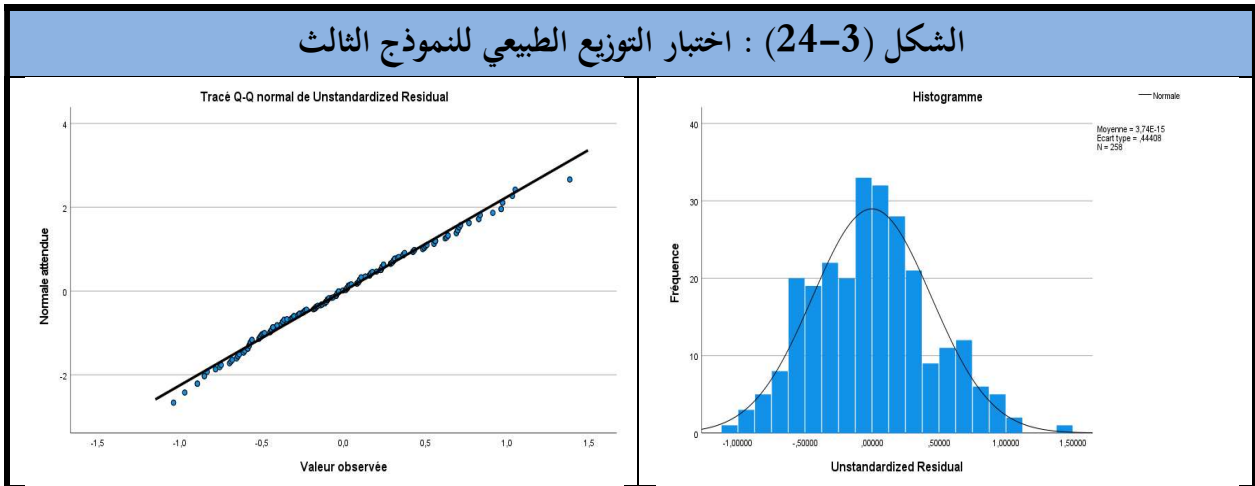 الشكل (3-24) : اختبار التوزيع الطبيعي للنموذج الثالث
Tracé Q-Q normal de Unstandardized Residual
4
2
0
-2
Normale attendue
-1,5 -1,0 -0,5 0,0 0,5 1,0 1,5
Valeur observée
Histogramme
Normale
Moyenne = 3,74E-15
Ecart type = ,44408
N = 258
40
30
20
10
0
Fréquence
-1,00000 -,50000 ,00000 ,50000 1,00000 1,50000
Unstandardized Residual